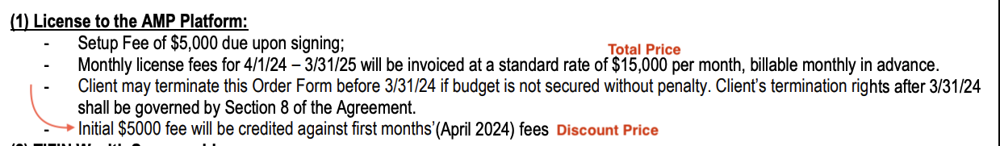 (1) License to the AMP Platform:
- Setup Fee of $5,000 due upon signing;
Total Price
- Monthly license fees for 4/1/24 – 3/31/25 will be invoiced at a standard rate of $15,000 per month, billable monthly in advance.
- Client may terminate this Order Form before 3/31/24 if budget is not secured without penalty. Client's termination rights after 3/31/24
shall be governed by Section 8 of the Agreement.
- Initial $5000 fee will be credited against first months'(April 2024) fees Discount Price